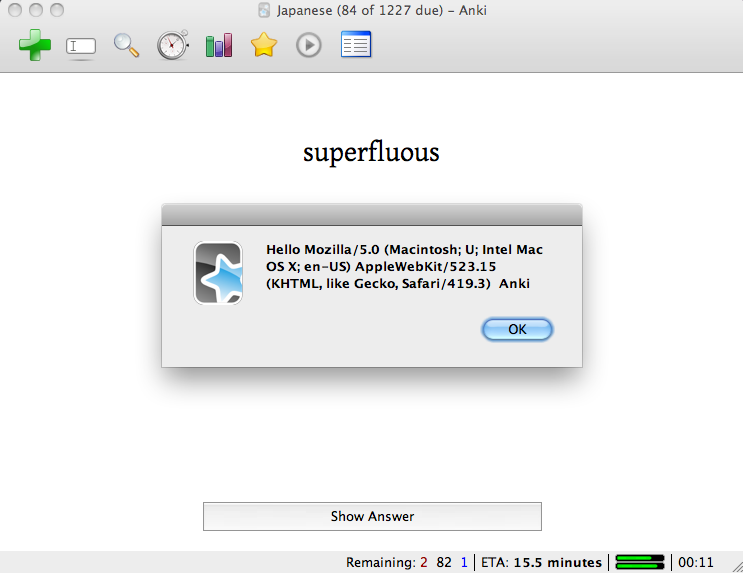 Japanese (84 of 1227 due) – Anki
superfluous
Hello Mozilla/5.0 (Macintosh; U; Intel Mac
OS X; en-US) AppleWebKit/523.15
(KHTML, like Gecko, Safari/419.3)  Anki
OK
Show Answer
Remaining: 2 82 1 | ETA: 15.5 minutes | 00:11